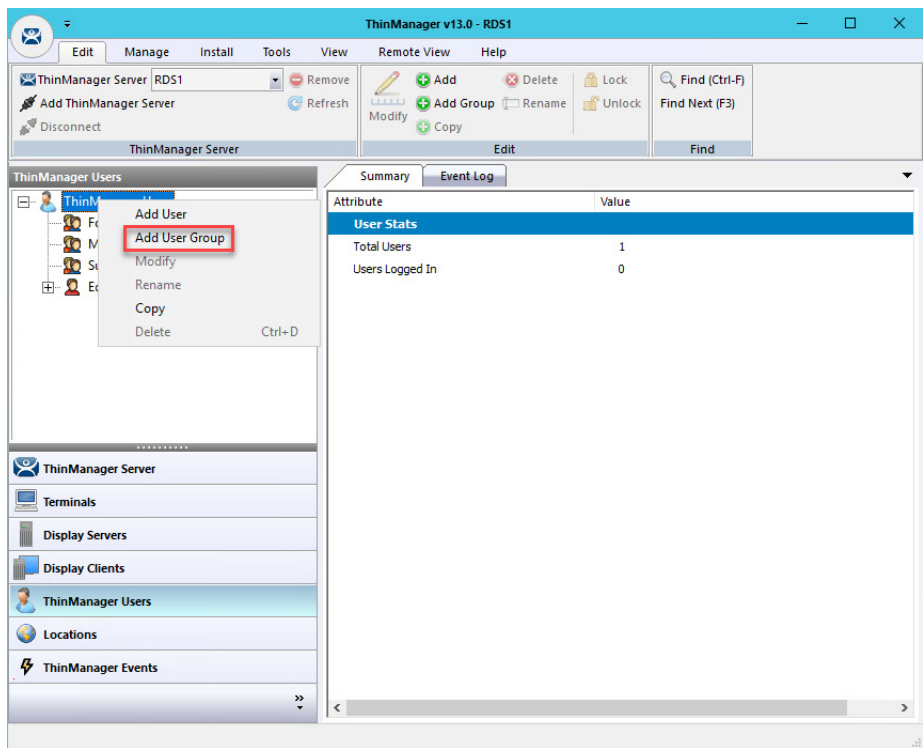 ThinManager v13.0 - RDS1
Edit Manage Install Tools View Remote View Help
ThinManager Server RDS1
Add ThinManager Server
Disconnect
ThinManager Server
Remove
Refresh
Modify
Add
Add Group
Copy
Delete
Rename
Lock
Unlock
Edit
Find (Ctrl-F)
Find Next (F3)
Find
ThinManager Users
Add User
Add User Group
Modify
Rename
Copy
Delete Ctrl+D
Summary Event Log
Attribute Value
User Stats
Total Users 1
Users Logged In 0
ThinManager Server
Terminals
Display Servers
Display Clients
ThinManager Users
Locations
ThinManager Events